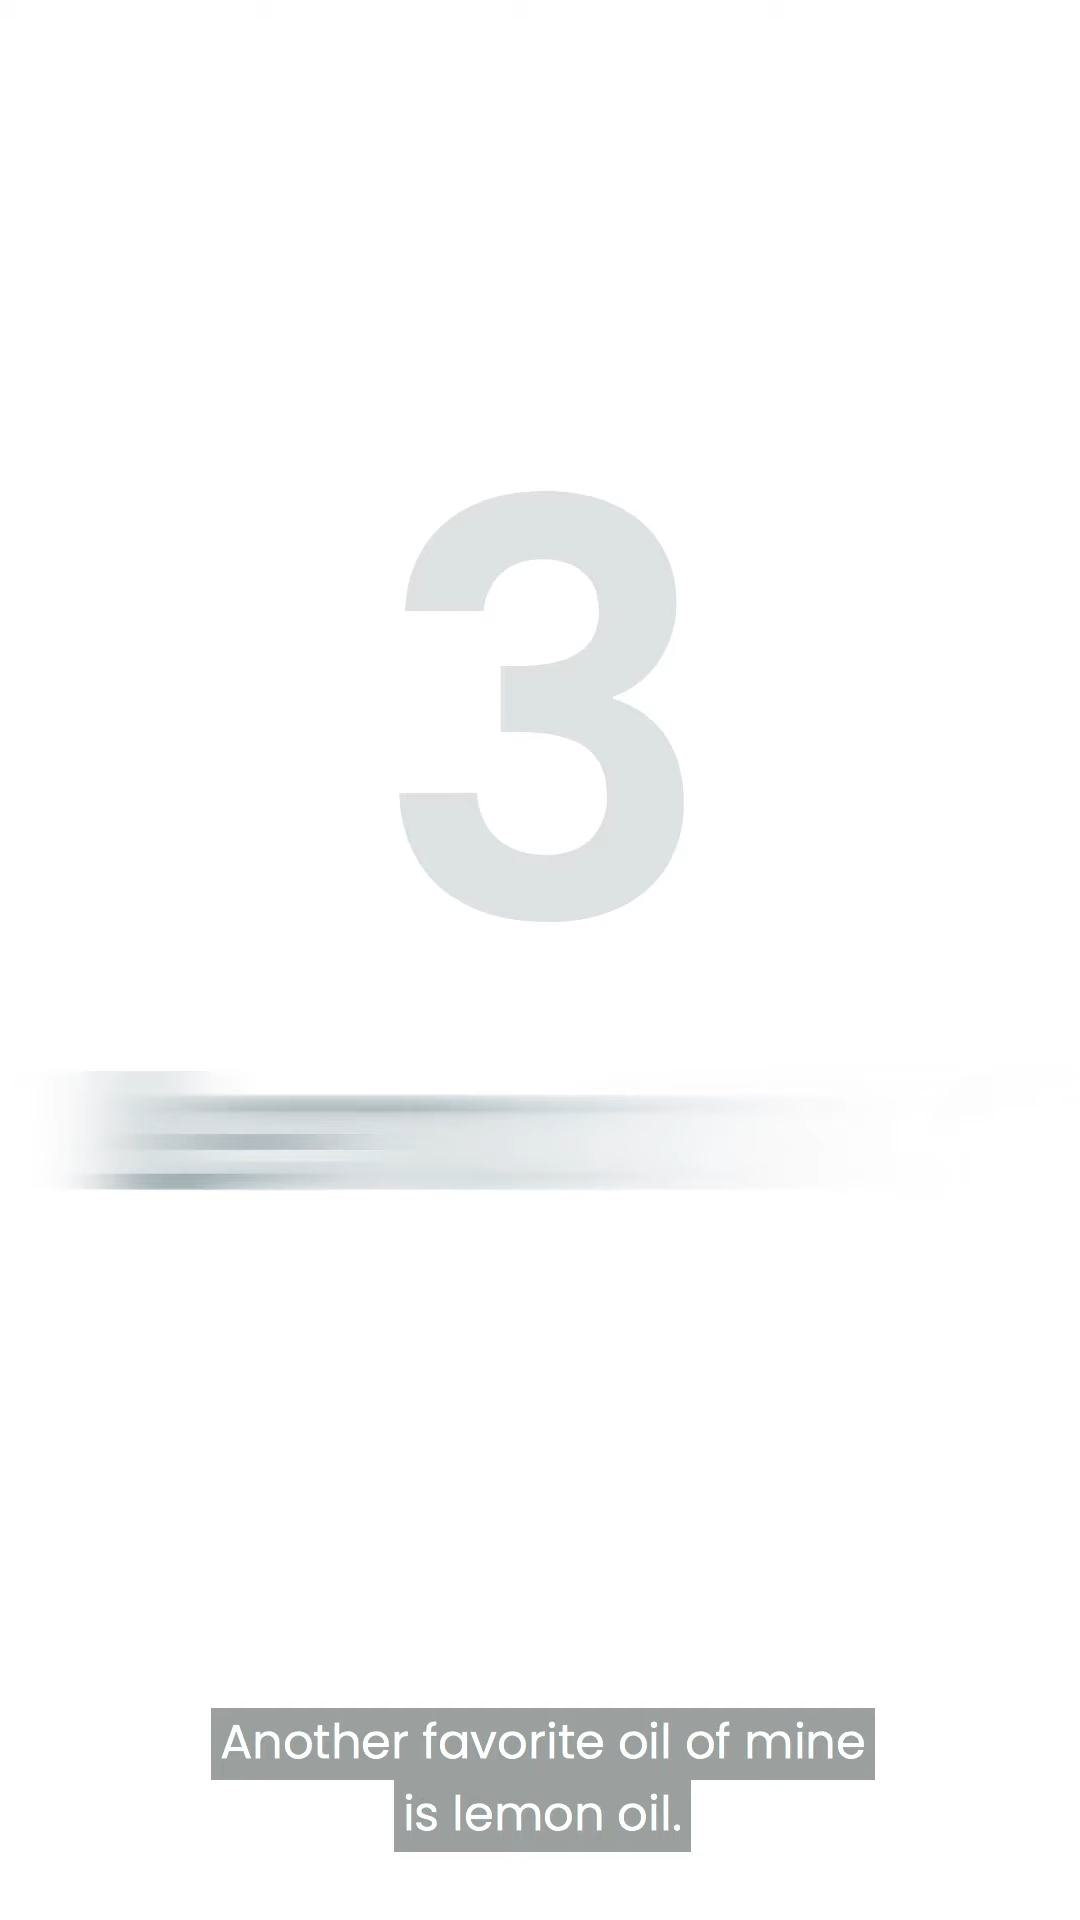 3
Another favorite oil of mine
is lemon oil.